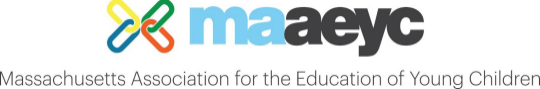 maaeyc
Massachusetts Association for the Education of Young Children